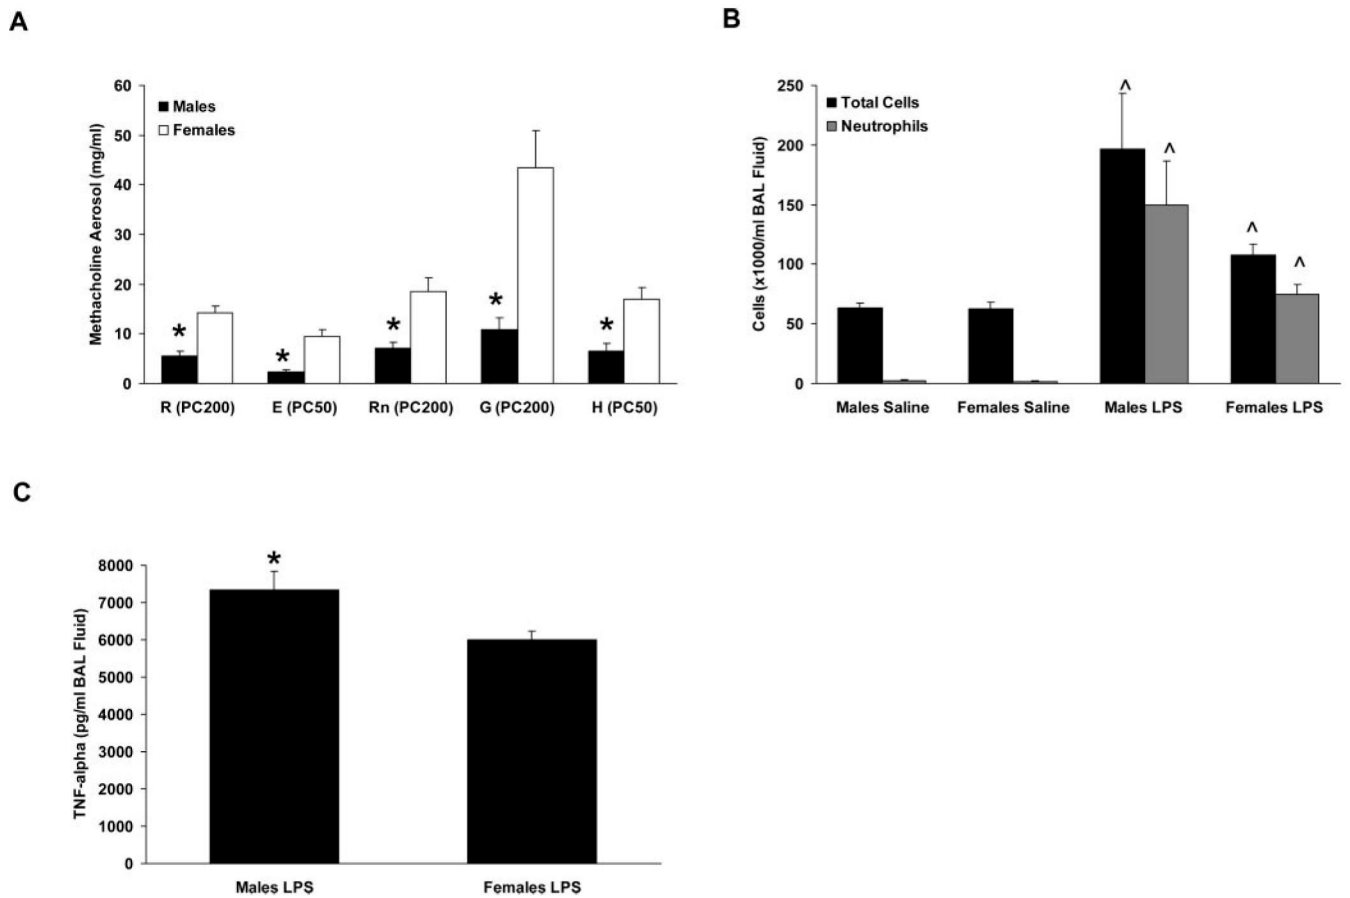 A
Methacholine Aerosol (mg/ml)
60
50
40
30
20
10
0
Males
Females
*
*
*
*
*
R (PC200) E (PC50) Rn (PC200) G (PC200) H (PC50)
B
Cells (x1000/ml BAL Fluid)
250
200
150
100
50
0
Total Cells
Neutrophils
^
^
^
^
Males Saline Females Saline Males LPS Females LPS
C
TNF-alpha (pg/ml BAL Fluid)
8000
7000
6000
5000
4000
3000
2000
1000
0
*
Males LPS Females LPS